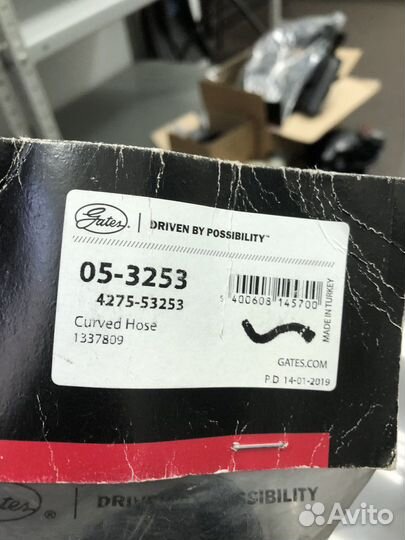 Gates. | DRIVEN BY POSSIBILITY™
05-3253
4275-53253
Curved Hose
1337809
5 400608 145700
MADE IN TURKEY
GATES.COM
P.D 14-01-2019
Gates® | DRIVEN BY POSSIBILITY
Avito